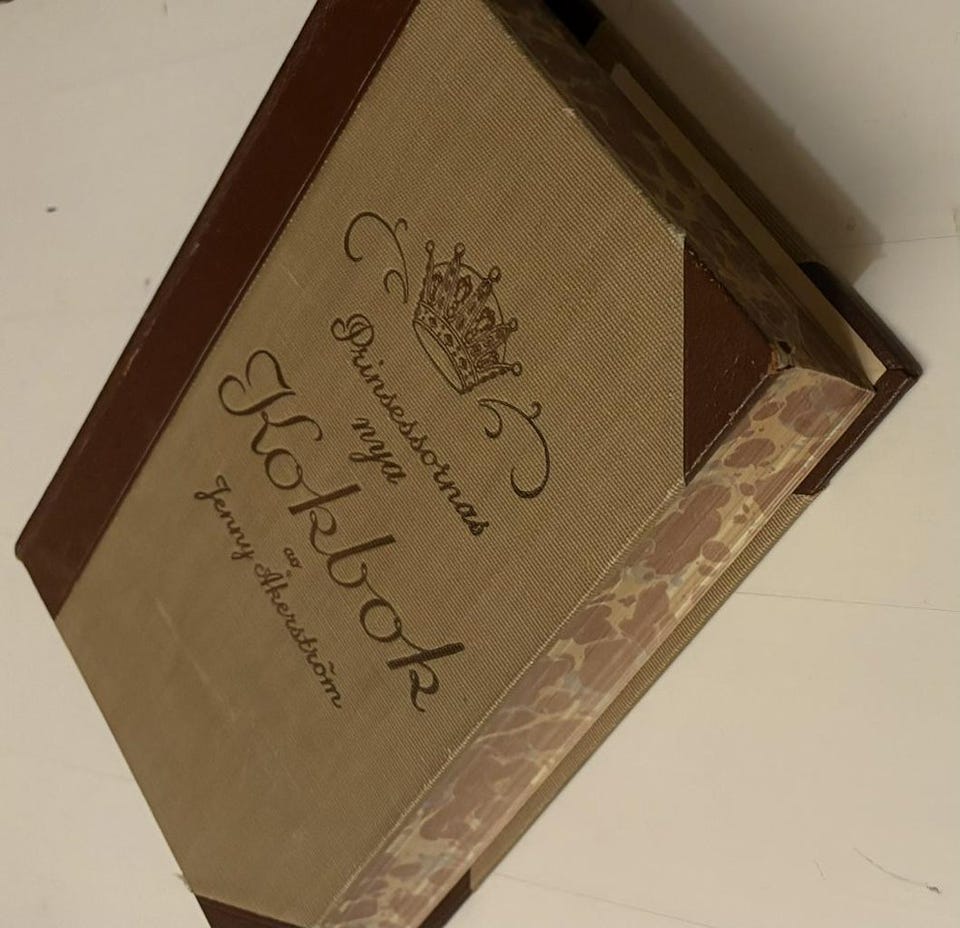 Prinsessornas
nya
Kokbok
av
Jenny Åkerström